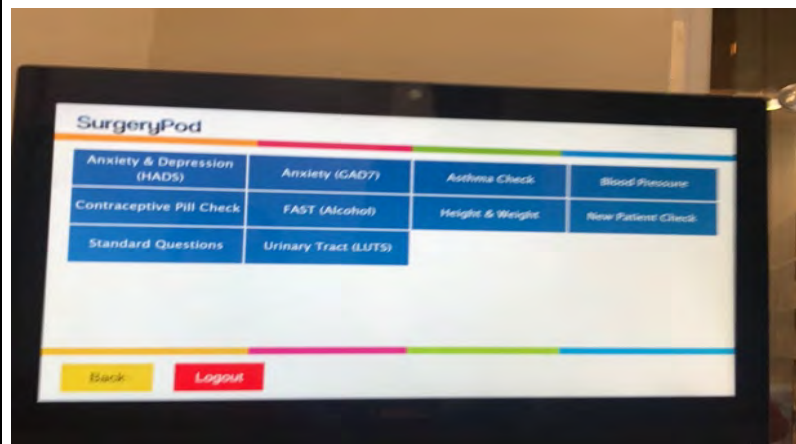 SurgeryPod
Anxiety & Depression
(HADS)
Anxiety (GAD7)
Asthma Check
Blood Pressure
Contraceptive Pill Check
FAST (Alcohol)
Height & Weight
New Patient Check
Standard Questions
Urinary Tract (LUTS)
Back
Logout